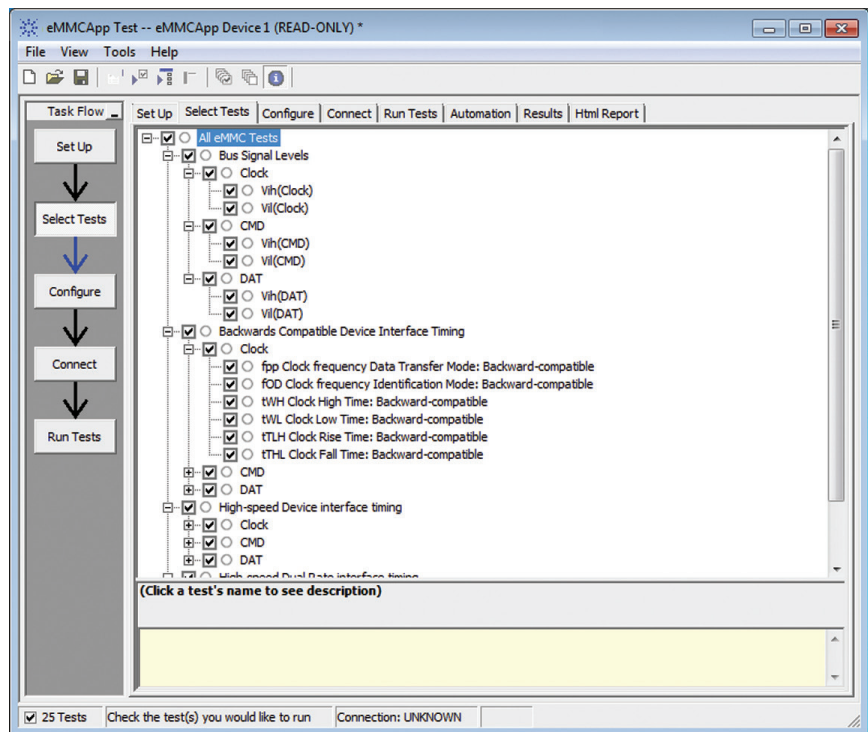 eMMCApp Test -- eMMCApp Device 1 (READ-ONLY) *
File View Tools Help
Task Flow
Set Up
Select Tests
Configure
Connect
Run Tests
Set Up Select Tests Configure Connect Run Tests Automation Results Html Report
All eMMC Tests
Bus Signal Levels
Clock
Vih(Clock)
Vil(Clock)
CMD
Vih(CMD)
Vil(CMD)
DAT
Vih(DAT)
Vil(DAT)
Backwards Compatible Device Interface Timing
Clock
fpp Clock frequency Data Transfer Mode: Backward-compatible
fOD Clock frequency Identification Mode: Backward-compatible
tWH Clock High Time: Backward-compatible
tWL Clock Low Time: Backward-compatible
tTLH Clock Rise Time: Backward-compatible
tTHL Clock Fall Time: Backward-compatible
CMD
DAT
High-speed Device interface timing
Clock
CMD
DAT
High-speed Dual Rate interface timing
(Click a test's name to see description)
25 Tests Check the test(s) you would like to run Connection: UNKNOWN